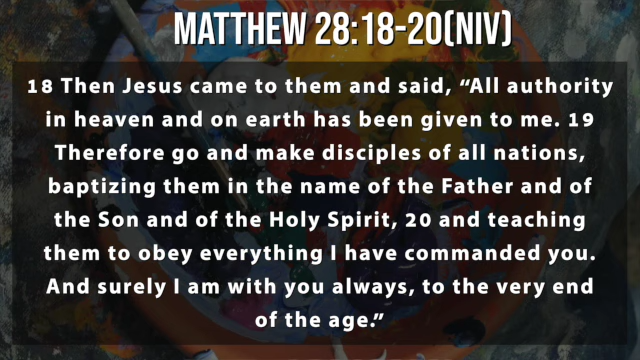 MATTHEW 28:18-20(NIV)
18 Then Jesus came to them and said, “All authority
in heaven and on earth has been given to me. 19
Therefore go and make disciples of all nations,
baptizing them in the name of the Father and of
the Son and of the Holy Spirit, 20 and teaching
them to obey everything I have commanded you.
And surely I am with you always, to the very end
of the age.”